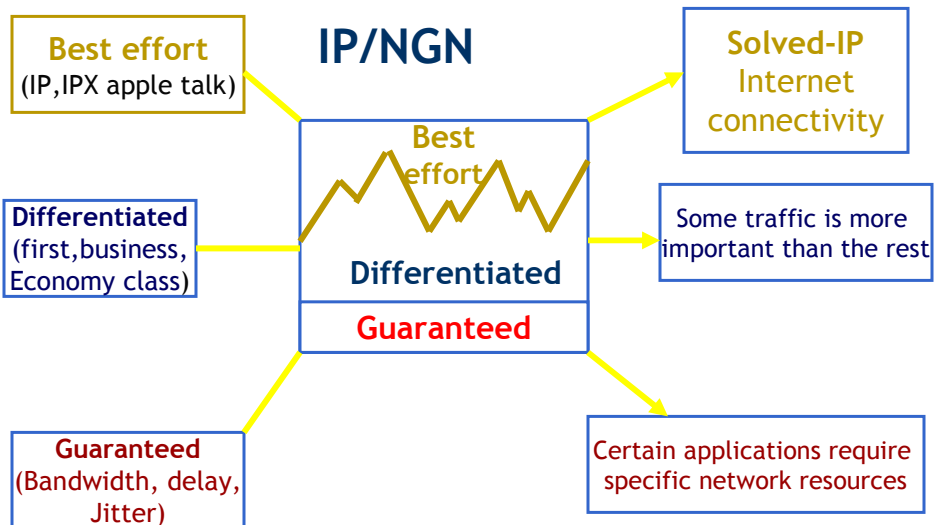 IP/NGN
Best effort
(IP,IPX apple talk)
Solved-IP
Internet
connectivity
Best
effort
Differentiated
(first,business,
Economy class)
Some traffic is more
important than the rest
Differentiated
Guaranteed
Guaranteed
(Bandwidth, delay,
Jitter)
Certain applications require
specific network resources